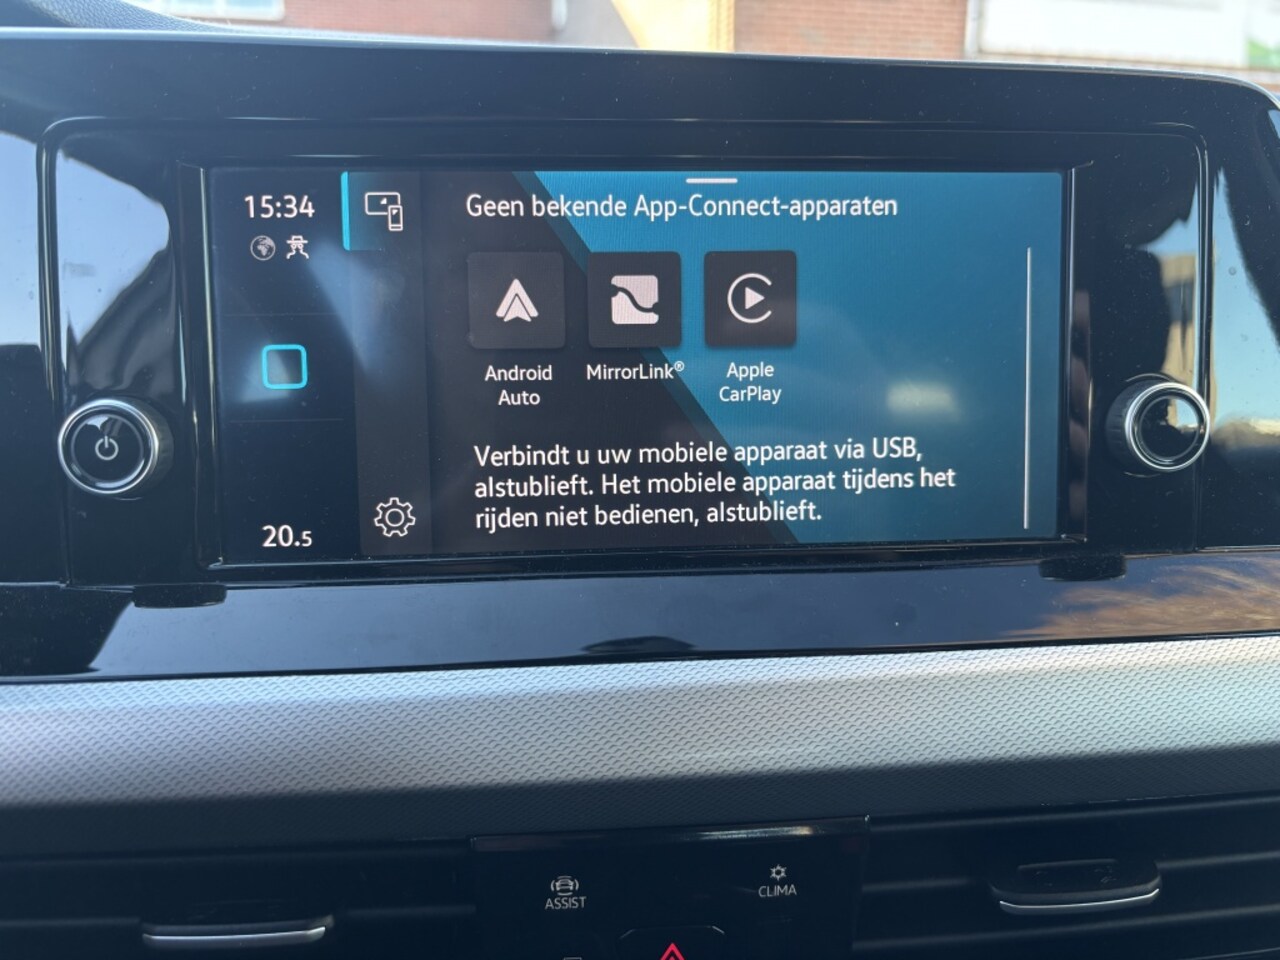 15:34
Geen bekende App-Connect-apparaten
Android
Auto
MirrorLink®
Apple
CarPlay
Verbindt u uw mobiele apparaat via USB,
alstublieft. Het mobiele apparaat tijdens het
rijden niet bedienen, alstublieft.
20.5
ASSIST
CLIMA